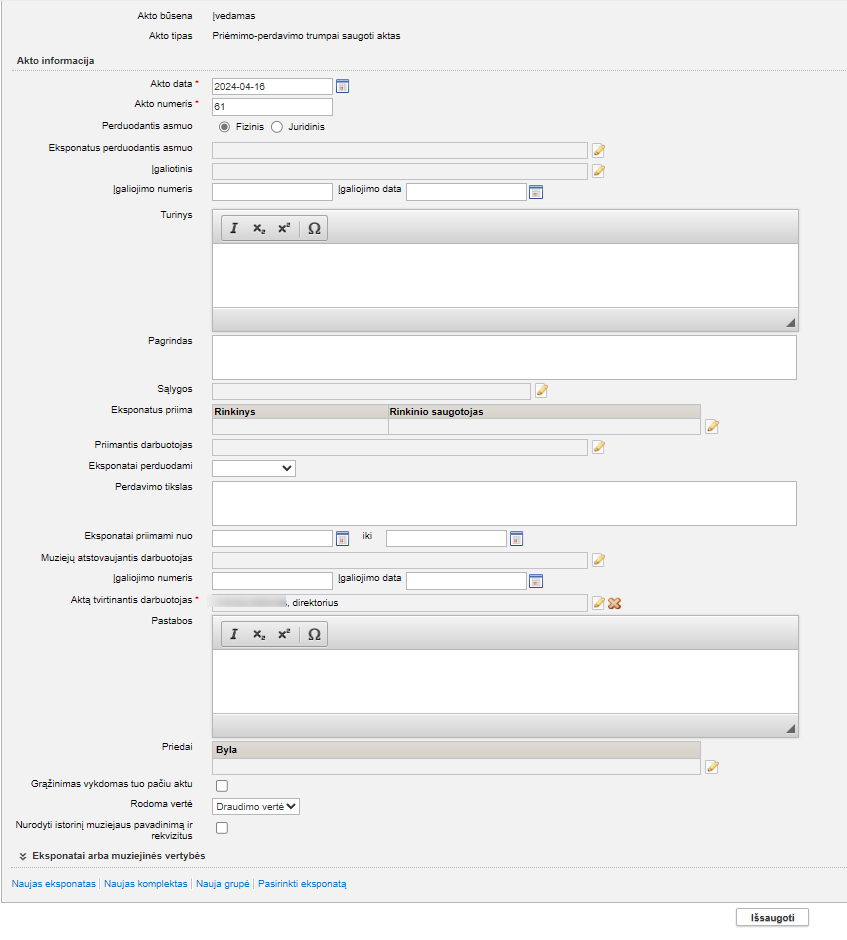 Akto būsena Įvedamas
Akto tipas Priėmimo-perdavimo trumpai saugoti aktas
Akto informacija
Akto data * 2024-04-16
Akto numeris * 61
Perduodantis asmuo Fizinis Juridinis
Eksponatus perduodantis asmuo
Įgaliotinis
Įgaliojimo numeris Įgaliojimo data
Turinys
I x₂ x² Ω
Pagrindas
Sąlygos
Eksponatus priima Rinkinys Rinkinio saugotojas
Priimantis darbuotojas
Eksponatai perduodami
Perdavimo tikslas
Eksponatai priimami nuo iki
Muziejų atstovaujantis darbuotojas
Įgaliojimo numeris Įgaliojimo data
Aktą tvirtinantis darbuotojas * , direktorius
Pastabos
I x₂ x² Ω
Priedai Byla
Grąžinimas vykdomas tuo pačiu aktu
Rodoma vertė Draudimo vertė
Nurodyti istorinį muziejaus pavadinimą ir
rekvizitus
Eksponatai arba muziejinės vertybės
Naujas eksponatas Naujas komplektas Nauja grupė Pasirinkti eksponatą
Išsaugoti